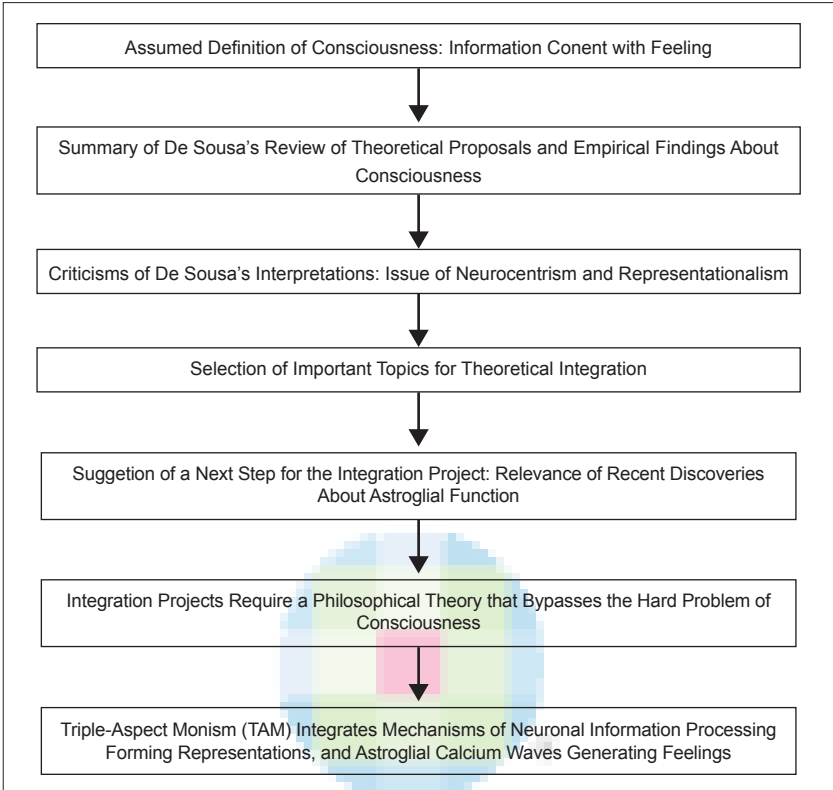 Assumed Definition of Consciousness: Information Conent with Feeling
Summary of De Sousa's Review of Theoretical Proposals and Empirical Findings About
Consciousness
Criticisms of De Sousa's Interpretations: Issue of Neurocentrism and Representationalism
Selection of Important Topics for Theoretical Integration
Suggetion of a Next Step for the Integration Project: Relevance of Recent Discoveries
About Astroglial Function
Integration Projects Require a Philosophical Theory that Bypasses the Hard Problem of
Consciousness
Triple-Aspect Monism (TAM) Integrates Mechanisms of Neuronal Information Processing
Forming Representations, and Astroglial Calcium Waves Generating Feelings